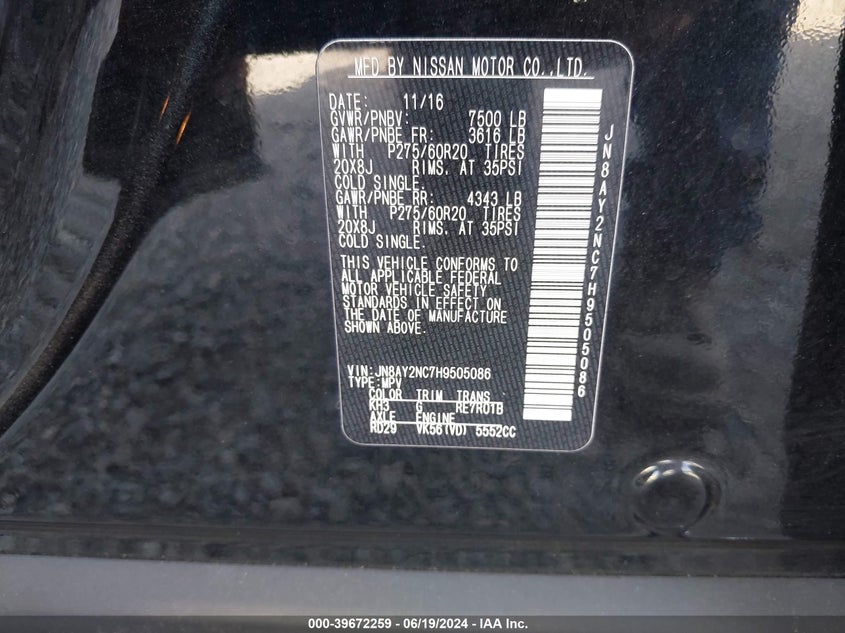 MFD BY NISSAN MOTOR CO.,LTD.
DATE: 11/16
GVWR/PNBV: 7500 LB
GAWR/PNBE FR: 3616 LB
WITH P275/60R20 TIRES
20X8J RIMS. AT 35PSI
COLD SINGLE.
GAWR/PNBE RR: 4343 LB
WITH P275/60R20 TIRES
20X8J RIMS. AT 35PSI
COLD SINGLE.
THIS VEHICLE CONFORMS TO
ALL APPLICABLE FEDERAL
MOTOR VEHICLE SAFETY
STANDARDS IN EFFECT ON
THE DATE OF MANUFACTURE
SHOWN ABOVE.
VIN:JN8AY2NC7H9505086
TYPE:MPV
COLOR TRIM TRANS
KH3 G RE7R01B
AXLE ENGINE
RD29 VK56(VD) 5552CC
JN8AY2NC7H9505086
000-39672259 - 06/19/2024 - IAA Inc.